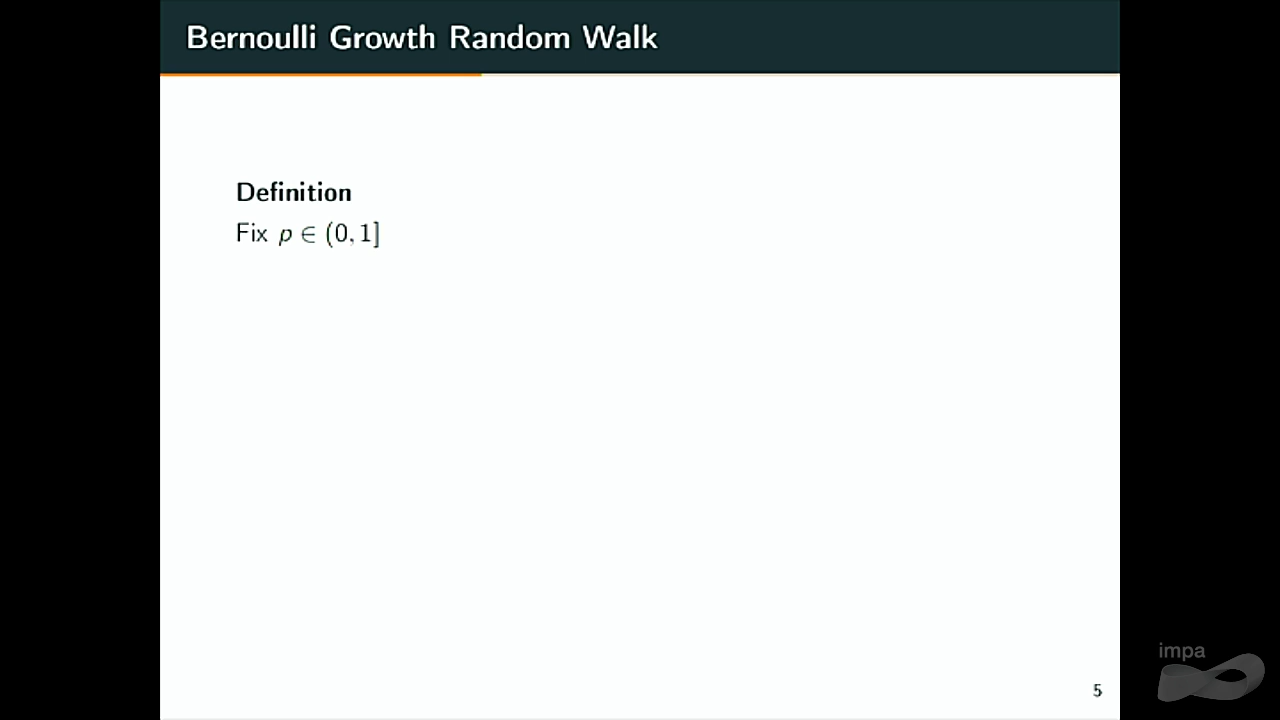 Bernoulli Growth Random Walk
Definition
Fix p ∈ (0, 1]
impa
5